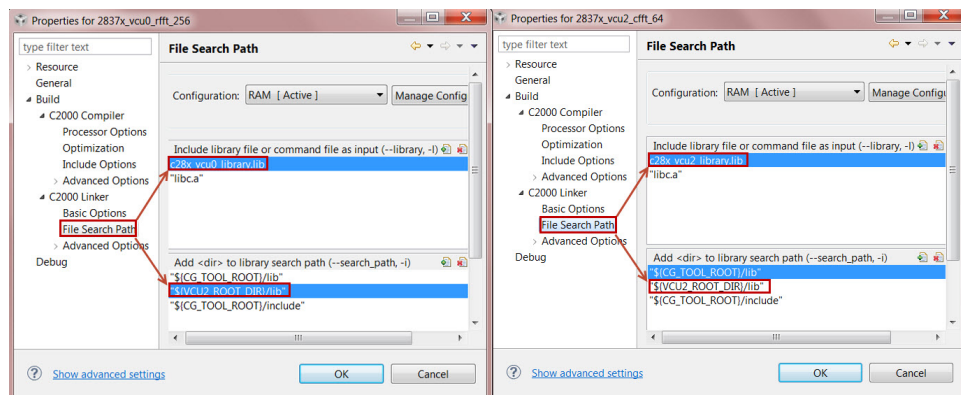 Properties for 2837x_vcu0_rfft_256
type filter text
File Search Path
Resource
General
Build
C2000 Compiler
Processor Options
Optimization
Include Options
Advanced Options
C2000 Linker
Basic Options
File Search Path
Advanced Options
Debug
Configuration: RAM [ Active ]
Manage Config
Include library file or command file as input (--library, -l)
c28x_vcu0_library.lib
"libc.a"
Add <dir> to library search path (--search_path, -i)
"${CG_TOOL_ROOT}/lib"
"${VCU2_ROOT_DIR}/lib"
"${CG_TOOL_ROOT}/include"
Show advanced settings
OK
Cancel
Properties for 2837x_vcu2_cfft_64
type filter text
File Search Path
Resource
General
Build
C2000 Compiler
Processor Options
Optimization
Include Options
Advanced Options
C2000 Linker
Basic Options
File Search Path
Advanced Options
Debug
Configuration: RAM [ Active ]
Manage Configu
Include library file or command file as input (--library, -l)
c28x_vcu2_library.lib
"libc.a"
Add <dir> to library search path (--search_path, -i)
"${CG_TOOL_ROOT}/lib"
"${VCU2_ROOT_DIR}/lib"
"${CG_TOOL_ROOT}/include"
Show advanced settings
OK
Cancel